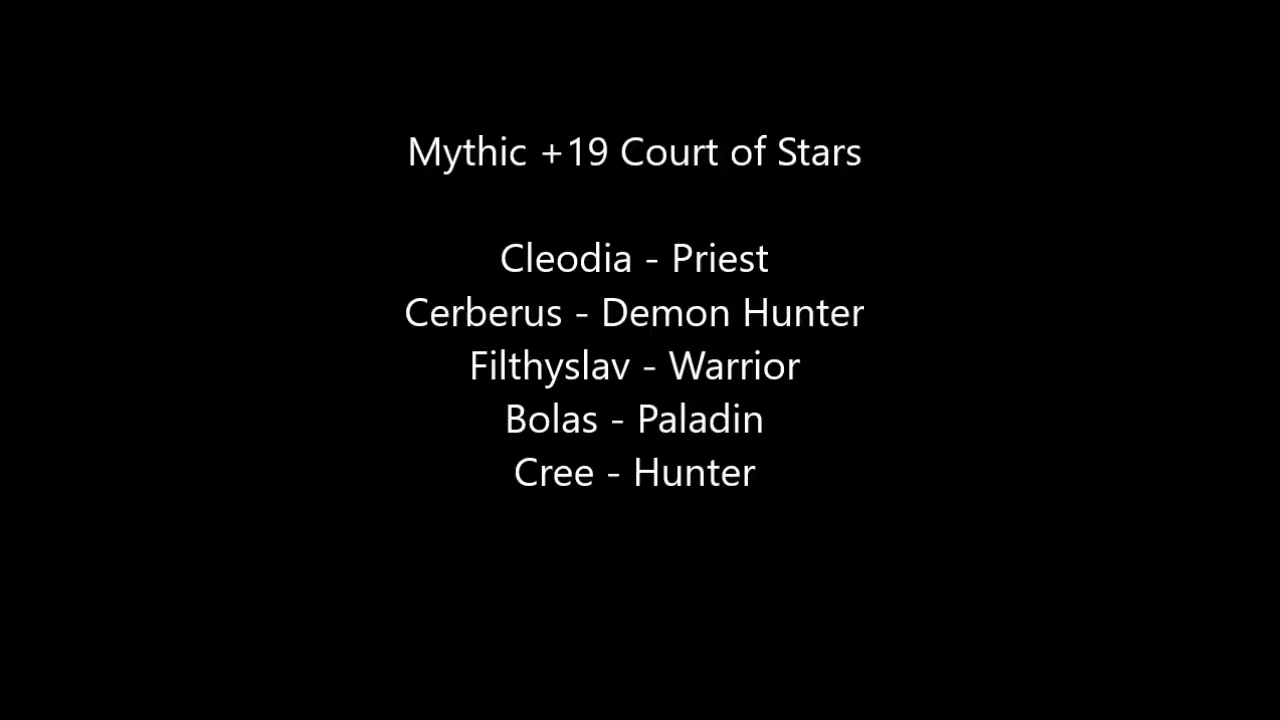 Mythic +19 Court of Stars
Cleodia - Priest
Cerberus - Demon Hunter
Filthyslav - Warrior
Bolas - Paladin
Cree - Hunter